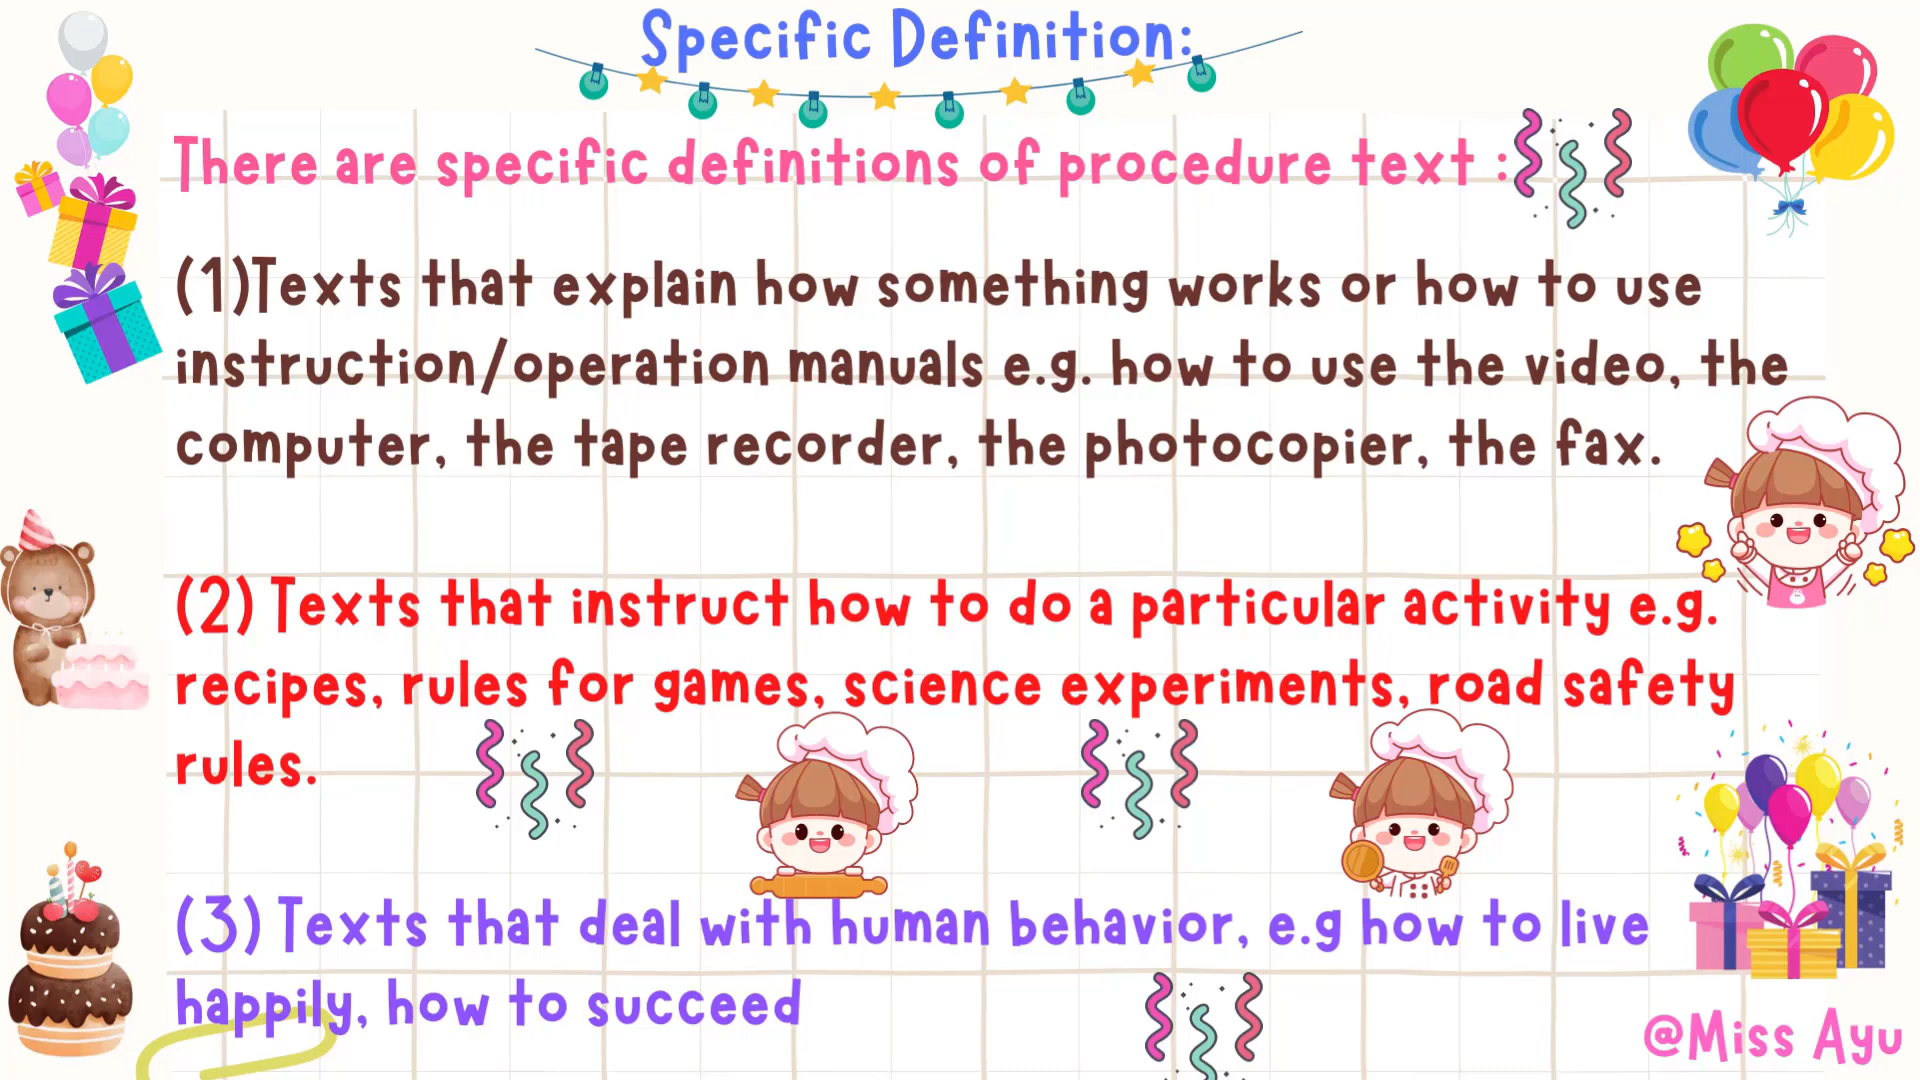 Specific Definition:
There are specific definitions of procedure text :
(1)Texts that explain how something works or how to use
instruction/operation manuals e.g. how to use the video, the
computer, the tape recorder, the photocopier, the fax.
(2) Texts that instruct how to do a particular activity e.g.
recipes, rules for games, science experiments, road safety
rules.
(3) Texts that deal with human behavior, e.g how to live
happily, how to succeed
@Miss Ayu